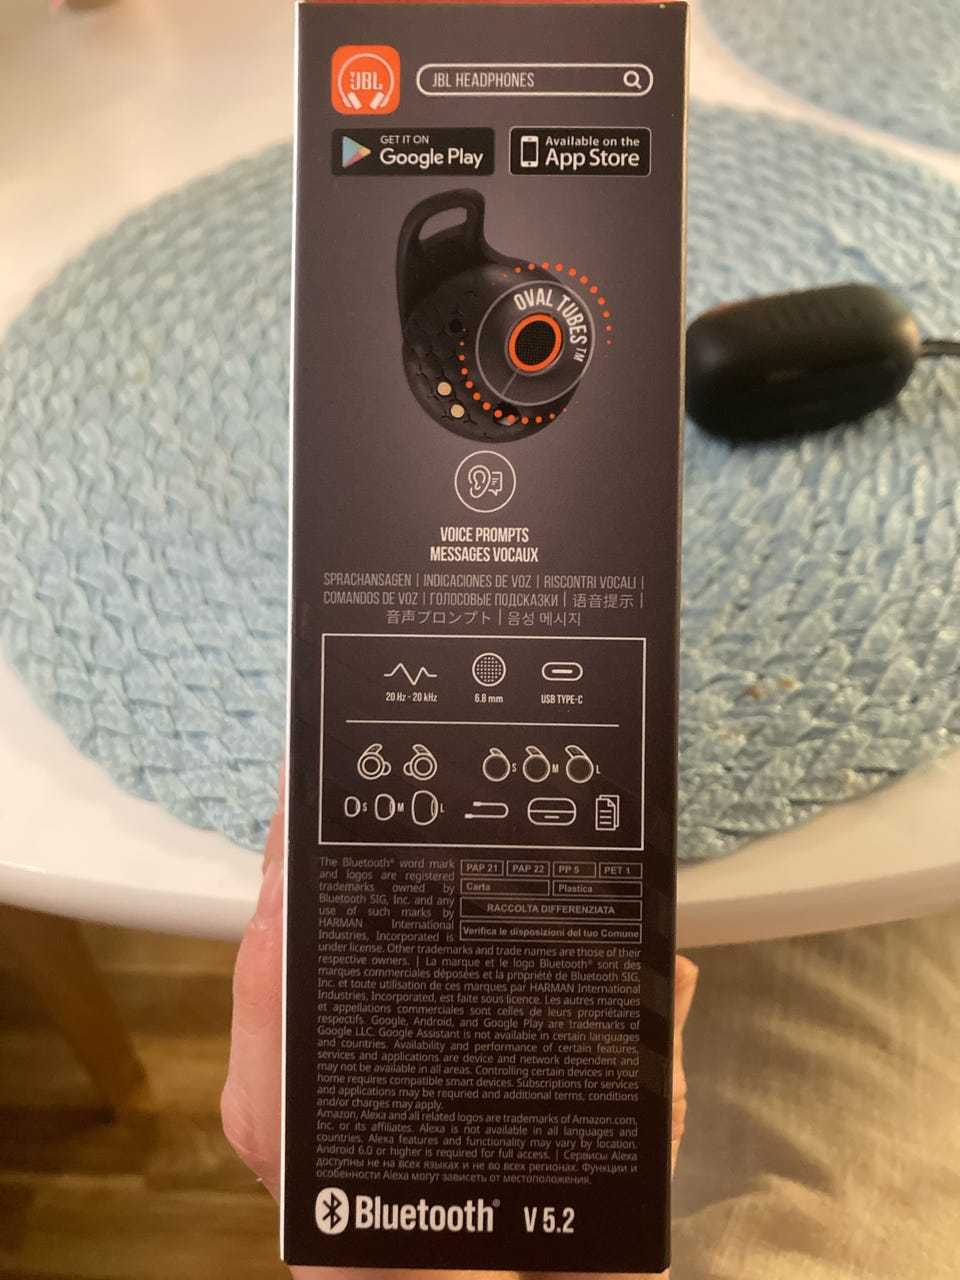 JBL
JBL HEADPHONES
GET IT ON
Google Play
Available on the
App Store
OVAL TUBES™
VOICE PROMPTS
MESSAGES VOCAUX
SPRACHANSAGEN | INDICACIONES DE VOZ | RISCONTRI VOCALI |
COMANDOS DE VOZ | ГОЛОСОВЫЕ ПОДСКАЗКИ | 语音提示 |
音声プロンプト | 음성 메시지
20 Hz - 20 kHz
6.8 mm
USB TYPE-C
S M L
S M L
PAP 21 PAP 22 PP 5 PET 1
Carta Plastica
RACCOLTA DIFFERENZIATA
Verifica le disposizioni del tuo Comune
The Bluetooth® word mark
and logos are registered
trademarks owned by
Bluetooth SIG, Inc. and any
use of such marks by
HARMAN International
Industries, Incorporated is
under license. Other trademarks and trade names are those of their
respective owners. | La marque et le logo Bluetooth® sont des
marques commerciales déposées et la propriété de Bluetooth SIG,
Inc. et toute utilisation de ces marques par HARMAN International
Industries, Incorporated, est faite sous licence. Les autres marques
et appellations commerciales sont celles de leurs propriétaires
respectifs. Google, Android, and Google Play are trademarks of
Google LLC. Google Assistant is not available in certain languages
and countries. Availability and performance of certain features,
services and applications are device and network dependent and
may not be available in all areas. Controlling certain devices in your
home requires compatible smart devices. Subscriptions for services
and applications may be requried and additional terms, conditions
and/or charges may apply.
Amazon, Alexa and all related logos are trademarks of Amazon.com,
Inc. or its affiliates. Alexa is not available in all languages and
countries. Alexa features and functionality may vary by location.
Android 6.0 or higher is required for full access. | Сервисы Alexa
доступны не на всех языках и не во всех регионах. Функции и
особенности Alexa могут зависеть от местоположения.
Bluetooth® V 5.2